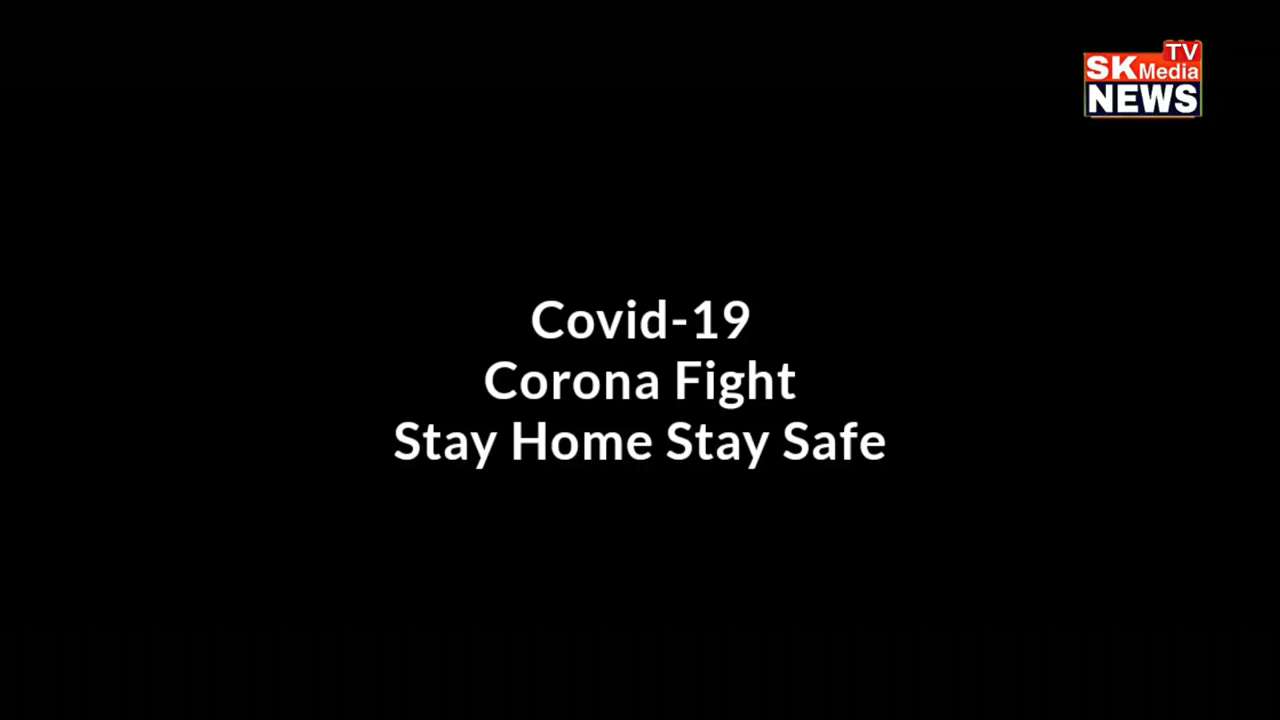 TV
SK Media
NEWS
Covid-19
Corona Fight
Stay Home Stay Safe